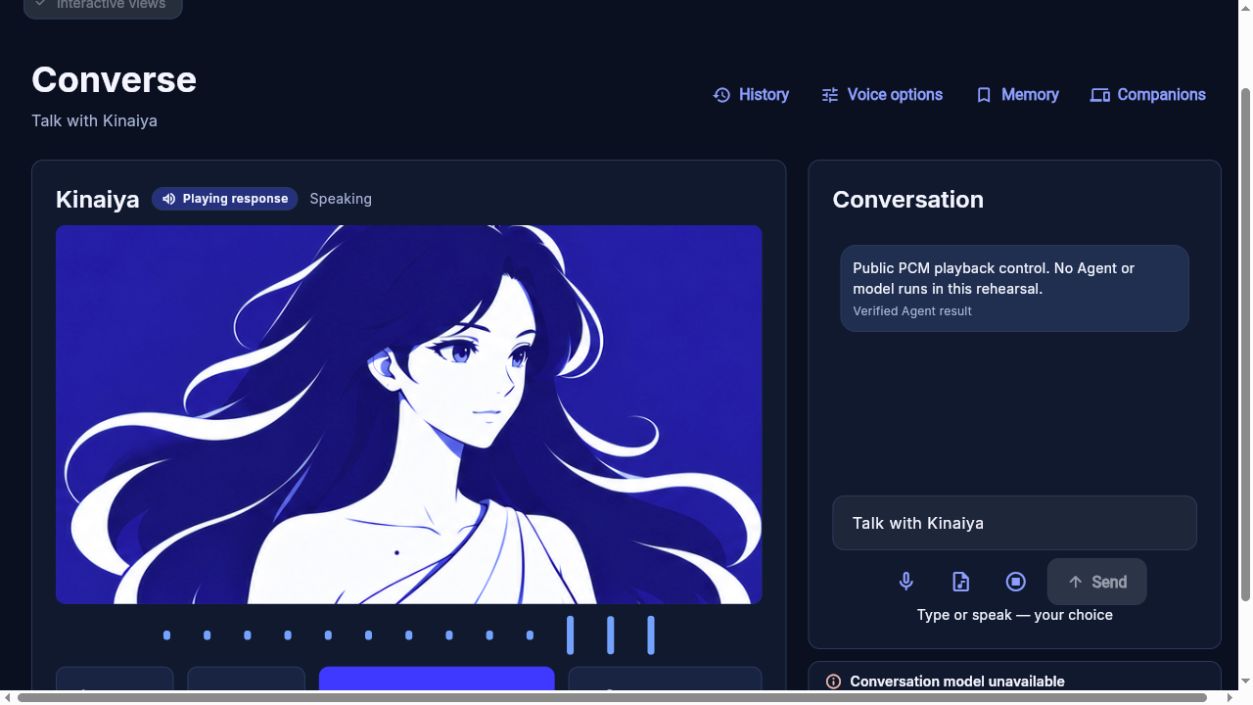 Interactive views
Converse
Talk with Kinaiya
History
Voice options
Memory
Companions
Kinaiya
Playing response
Speaking
Conversation
Public PCM playback control. No Agent or
model runs in this rehearsal.
Verified Agent result
Talk with Kinaiya
Send
Type or speak — your choice
Conversation model unavailable